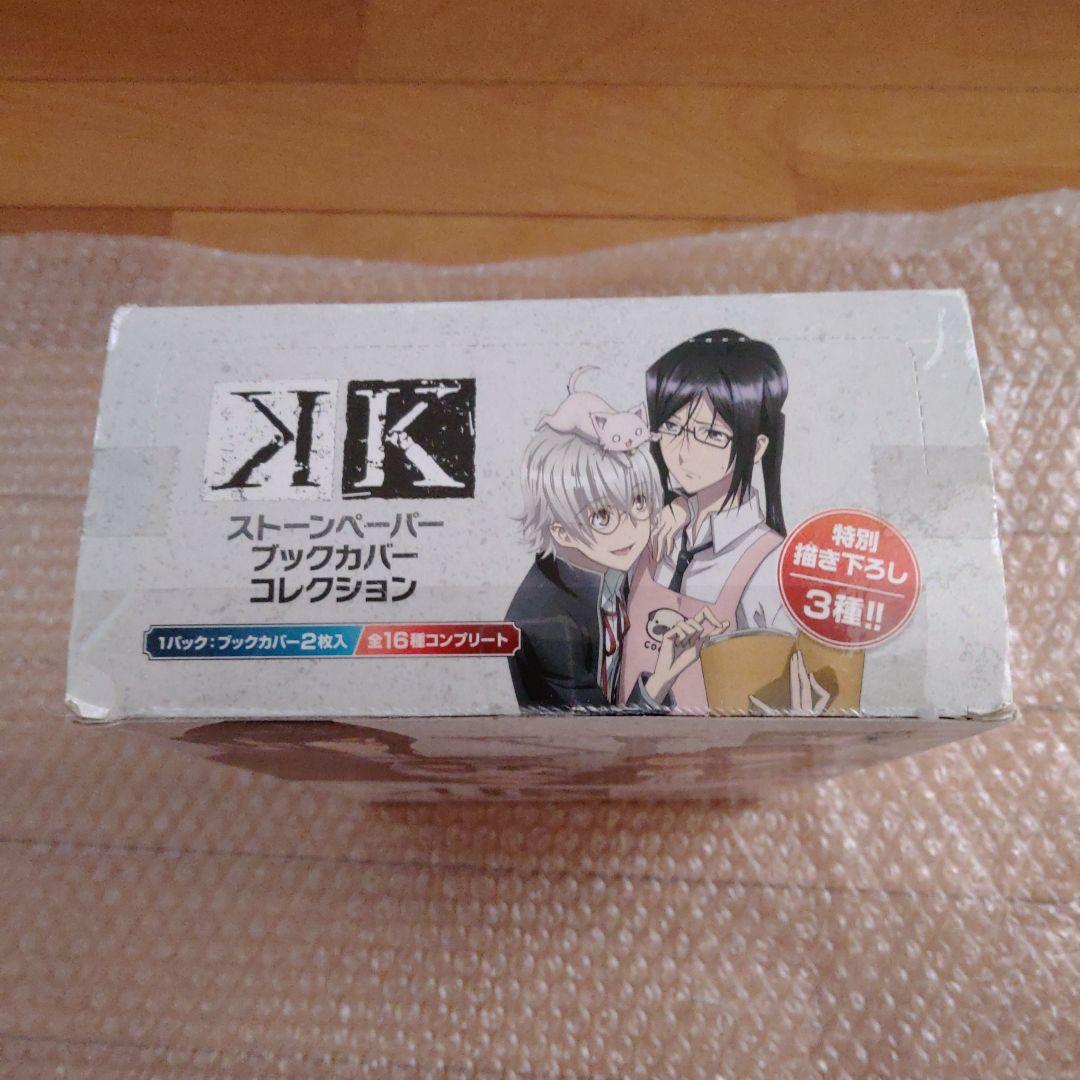 KK
ストーンペーパー
ブックカバー
コレクション
1パック:ブックカバー2枚入 全16種コンプリート
特別
描き下ろし
3種!!